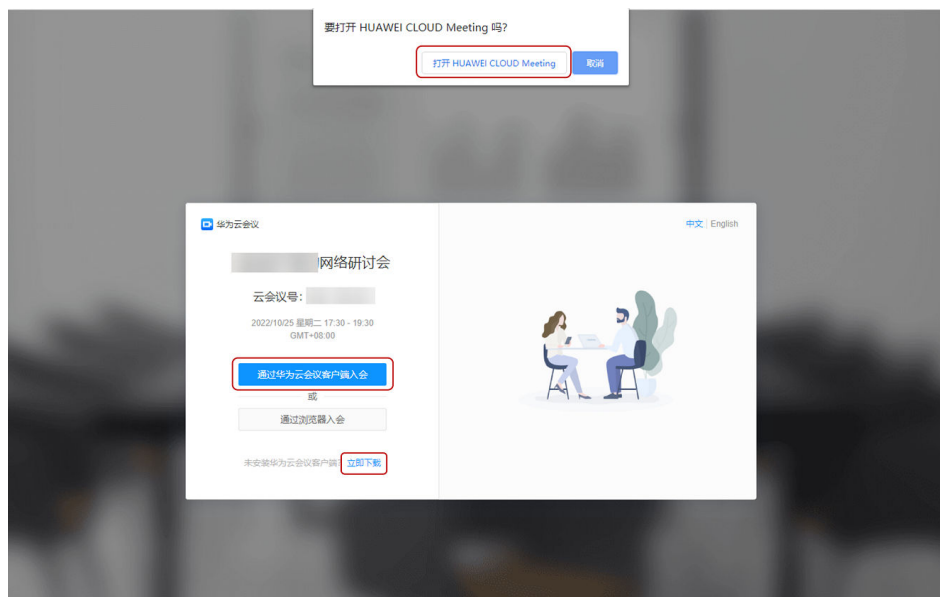 要打开 HUAWEI CLOUD Meeting 吗?
打开 HUAWEI CLOUD Meeting 取消
华为云会议
中文 | English
网络研讨会
云会议号：
2022/10/25 星期二 17:30 - 19:30
GMT+08:00
通过华为云会议客户端入会
或
通过浏览器入会
未安装华为云会议客户端 立即下载